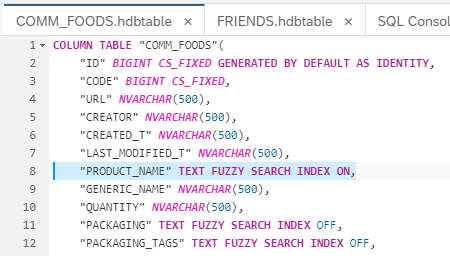 COMM_FOODS.hdbtable × FRIENDS.hdbtable × SQL Conso
1 COLUMN TABLE "COMM_FOODS"(
2 "ID" BIGINT CS_FIXED GENERATED BY DEFAULT AS IDENTITY,
3 "CODE" BIGINT CS_FIXED,
4 "URL" NVARCHAR(500),
5 "CREATOR" NVARCHAR(500),
6 "CREATED_T" NVARCHAR(500),
7 "LAST_MODIFIED_T" NVARCHAR(500),
8 "PRODUCT_NAME" TEXT FUZZY SEARCH INDEX ON,
9 "GENERIC_NAME" NVARCHAR(500),
10 "QUANTITY" NVARCHAR(500),
11 "PACKAGING" TEXT FUZZY SEARCH INDEX OFF,
12 "PACKAGING_TAGS" TEXT FUZZY SEARCH INDEX OFF,